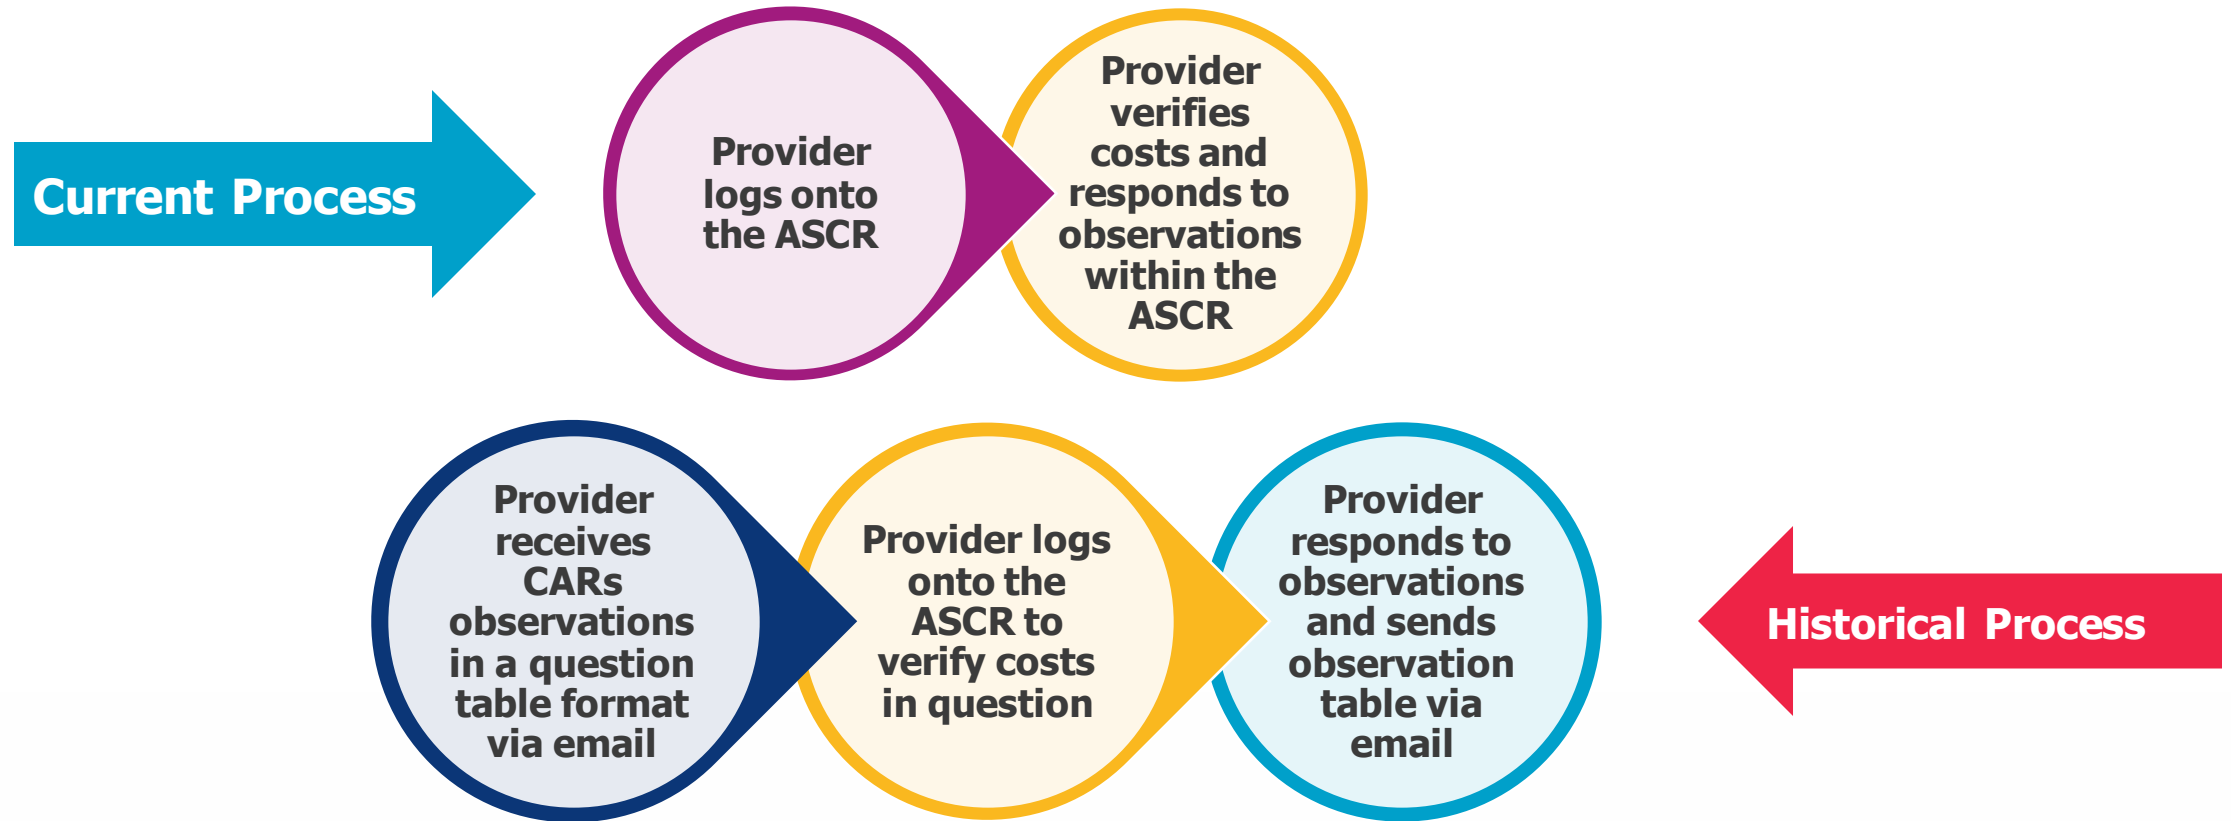 Current Process
Provider
logs onto
the ASCR
Provider
verifies
costs and
responds to
observations
within the
ASCR
Provider
receives
CARs
observations
in a question
table format
via email
Provider logs
onto the
ASCR to
verify costs
in question
Provider
responds to
observations
and sends
observation
table via
email
Historical Process